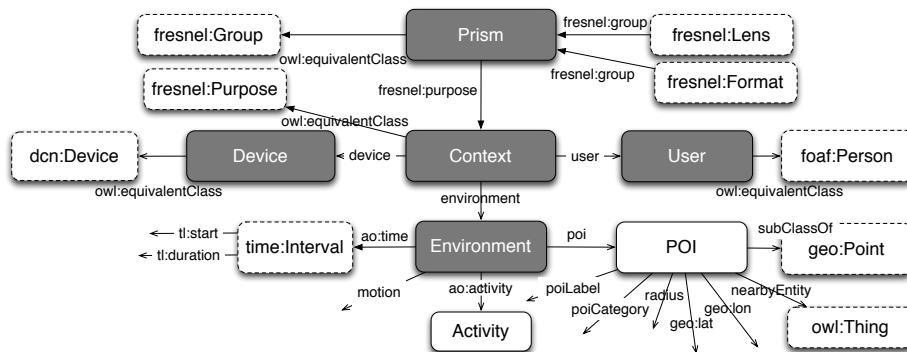 fresnel:Group
Prism
fresnel:group
fresnel:Lens
owl:equivalentClass
fresnel:group
fresnel:Format
fresnel:Purpose
fresnel:purpose
owl:equivalentClass
dcn:Device
Device
device
Context
user
User
foaf:Person
owl:equivalentClass
owl:equivalentClass
environment
tl:start
tl:duration
time:Interval
ao:time
Environment
poi
POI
subClassOf
geo:Point
motion
ao:activity
poiLabel
poiCategory
radius
geo:lat
geo:lon
nearbyEntity
Activity
owl:Thing